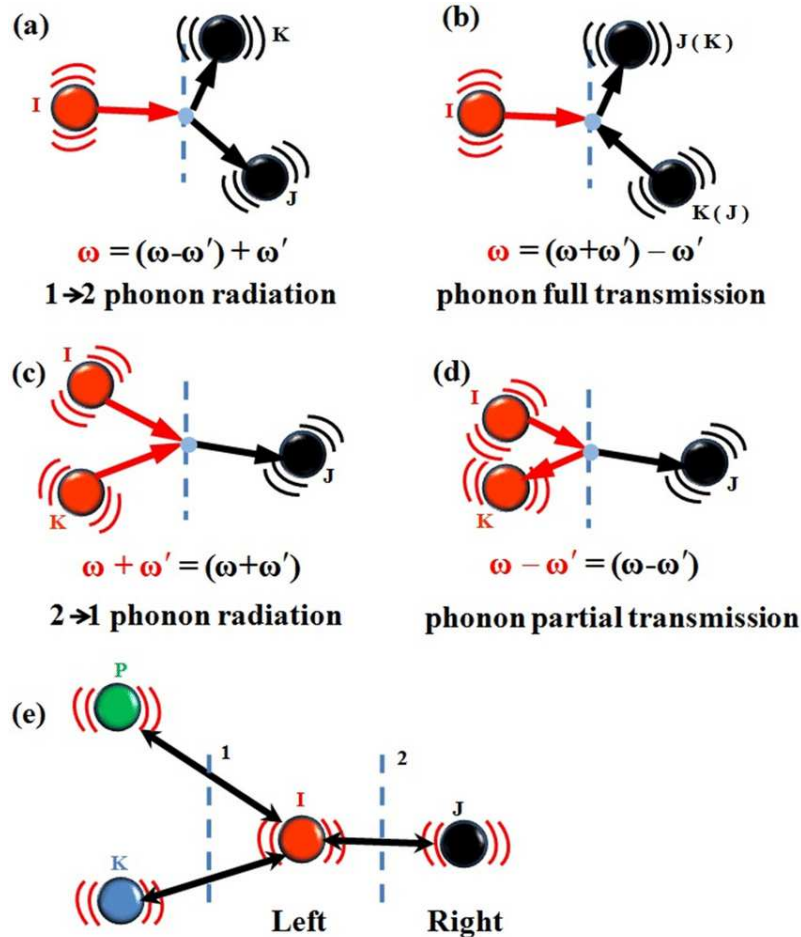 (a)
K
I
J
ω = (ω-ω′) + ω′
1→2 phonon radiation
(b)
J(K)
I
K(J)
ω = (ω+ω′) – ω′
phonon full transmission
(c)
I
K
J
ω + ω′ = (ω+ω′)
2→1 phonon radiation
(d)
I
K
J
ω – ω′ = (ω-ω′)
phonon partial transmission
(e)
P
1
2
I
J
K
Left
Right